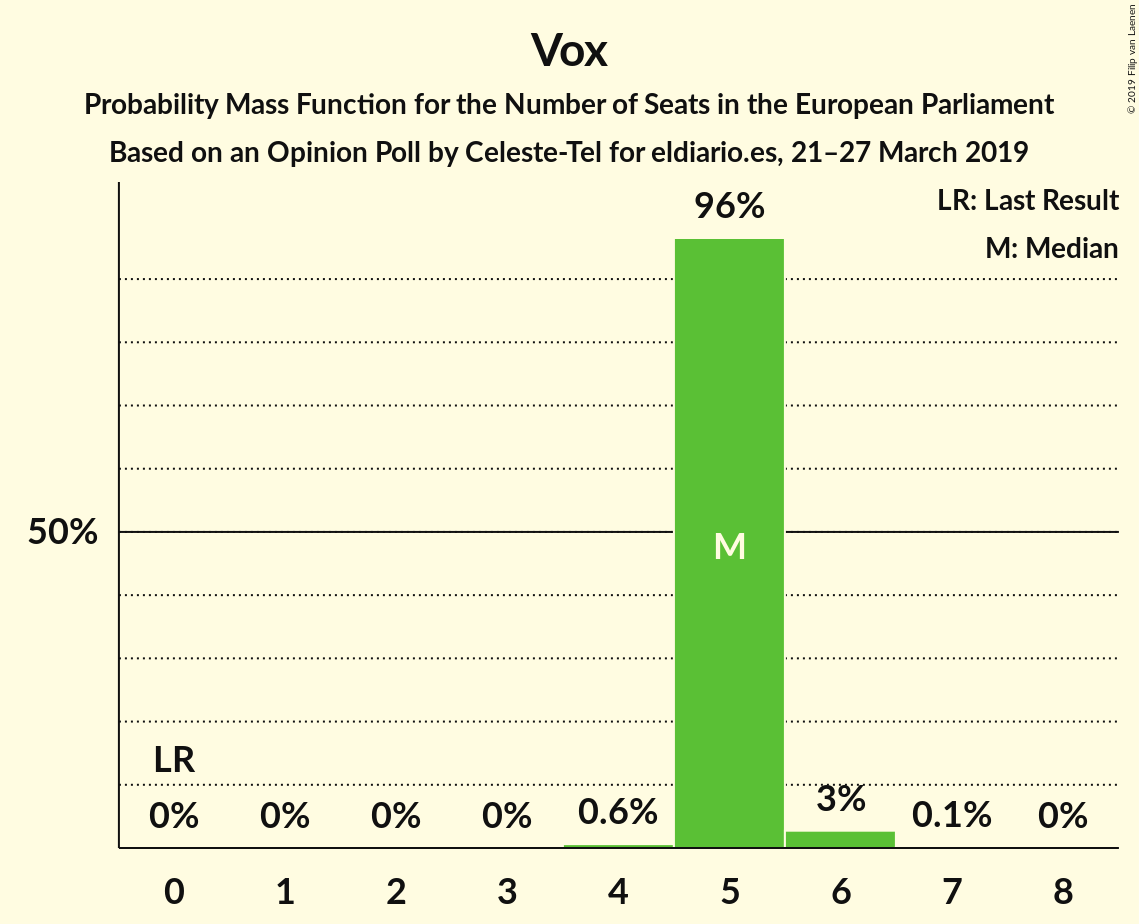 Vox
Probability Mass Function for the Number of Seats in the European Parliament
Based on an Opinion Poll by Celeste-Tel for eldiario.es, 21–27 March 2019
© 2019 Filip van Laenen
LR: Last Result
M: Median
96%
50%
M
LR
0% 0% 0% 0% 0.6% 3% 0.1% 0%
0 1 2 3 4 5 6 7 8